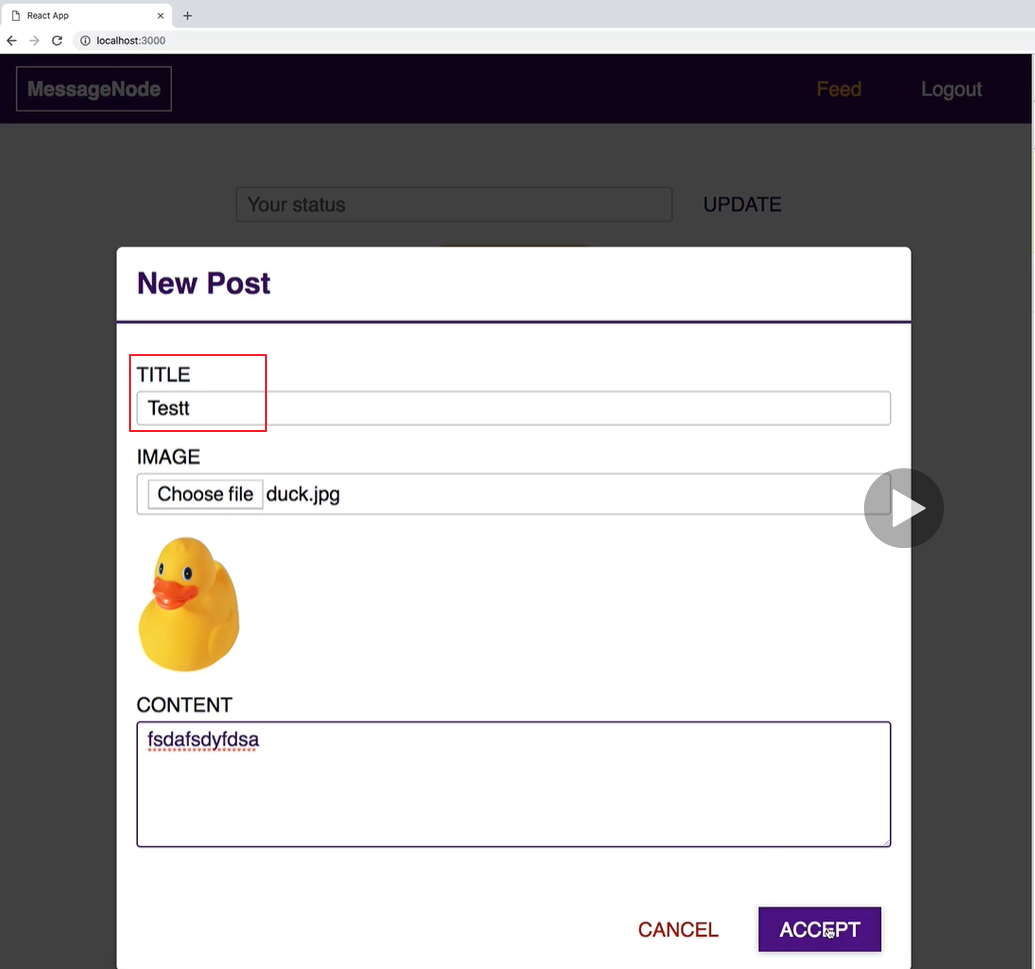 React App
localhost:3000
MessageNode Feed Logout
Your status UPDATE
New Post
TITLE
Testt
IMAGE
Choose file duck.jpg
CONTENT
fsdafsdyfdsa
CANCEL ACCEPT